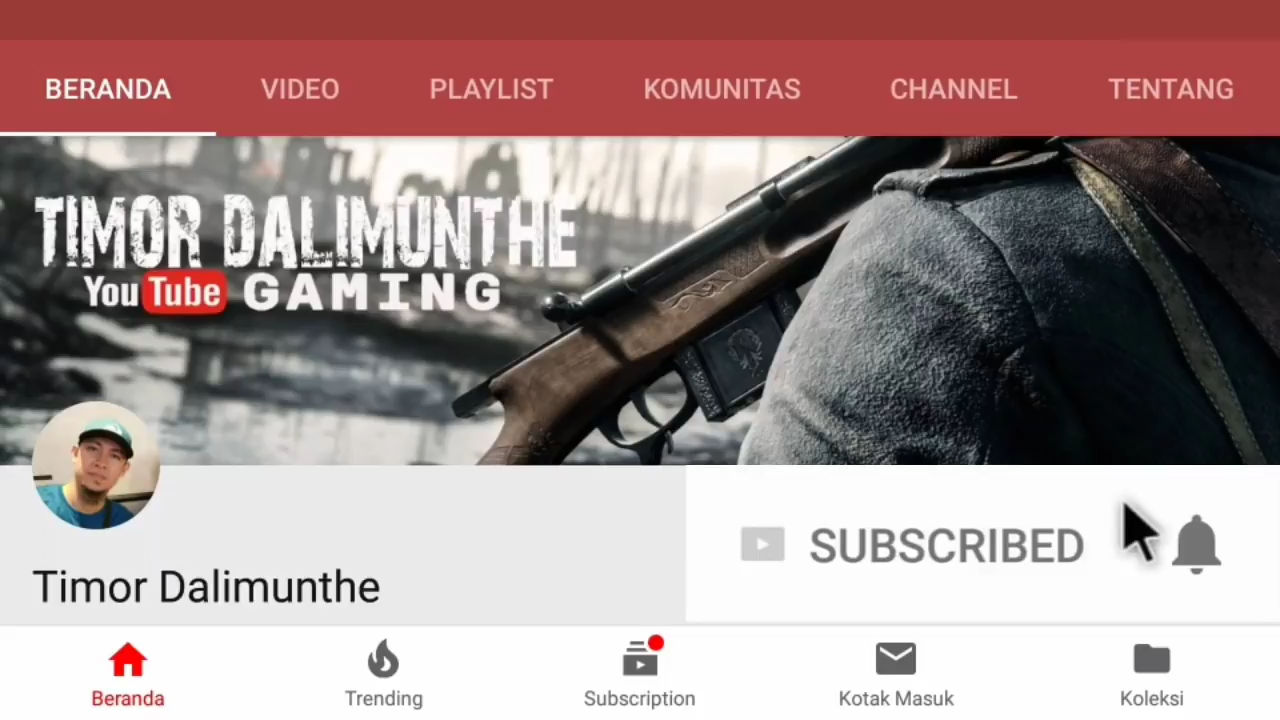 BERANDA VIDEO PLAYLIST KOMUNITAS CHANNEL TENTANG
TIMOR DALIMUNTHE
YouTube GAMING
Timor Dalimunthe
SUBSCRIBED
Beranda Trending Subscription Kotak Masuk Koleksi